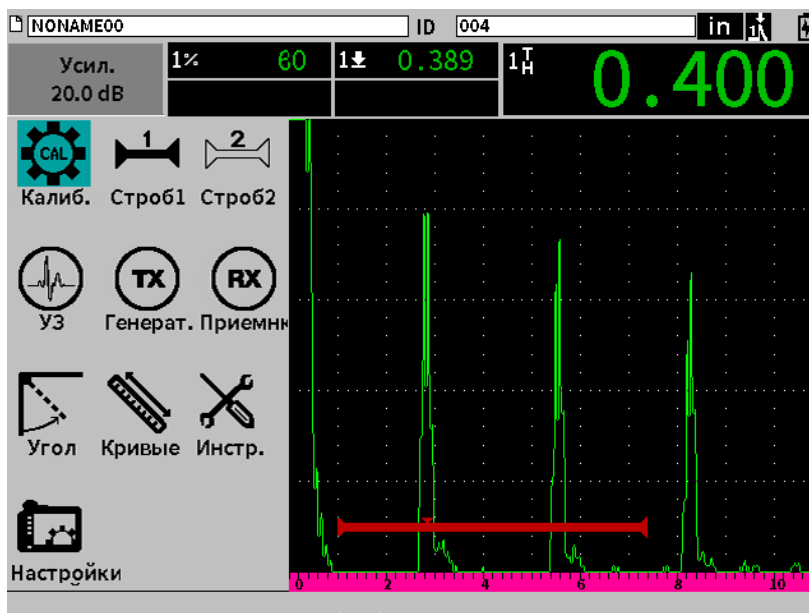 NONAME00 ID 004 in
Усил. 1% 60 1 0.389 1TH 0.400
20.0 dB
CAL 1 2
Калиб. Строб1 Строб2
TX RX
УЗ Генерат. Приемнк
Угол Кривые Инстр.
Настройки
0 2 4 6 8 10